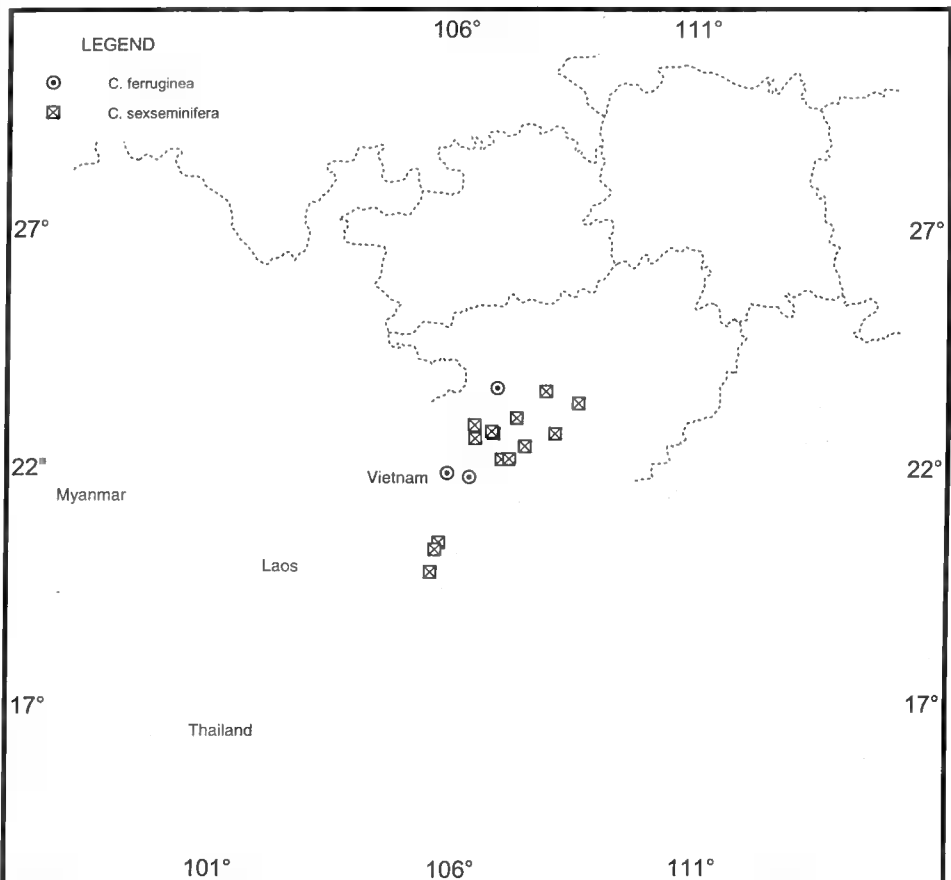 106° 111°
LEGEND
C. ferruginea
C. sexseminifera
27° 27°
22° 22°
Vietnam
Myanmar
Laos
17° 17°
Thailand
101° 106° 111°